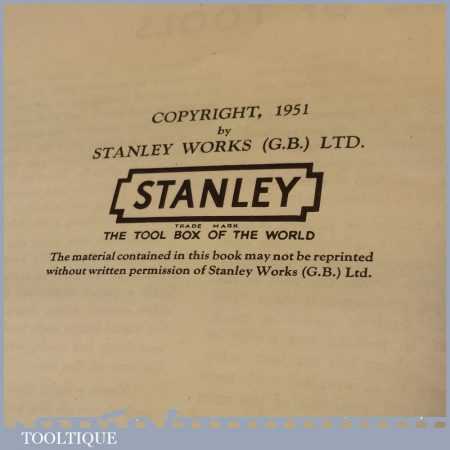 COPYRIGHT, 1951
by
STANLEY WORKS (G.B.) LTD.
STANLEY
TRADE MARK
THE TOOL BOX OF THE WORLD
The material contained in this book may not be reprinted
without written permission of Stanley Works (G.B.) Ltd.
TOOLTIQUE